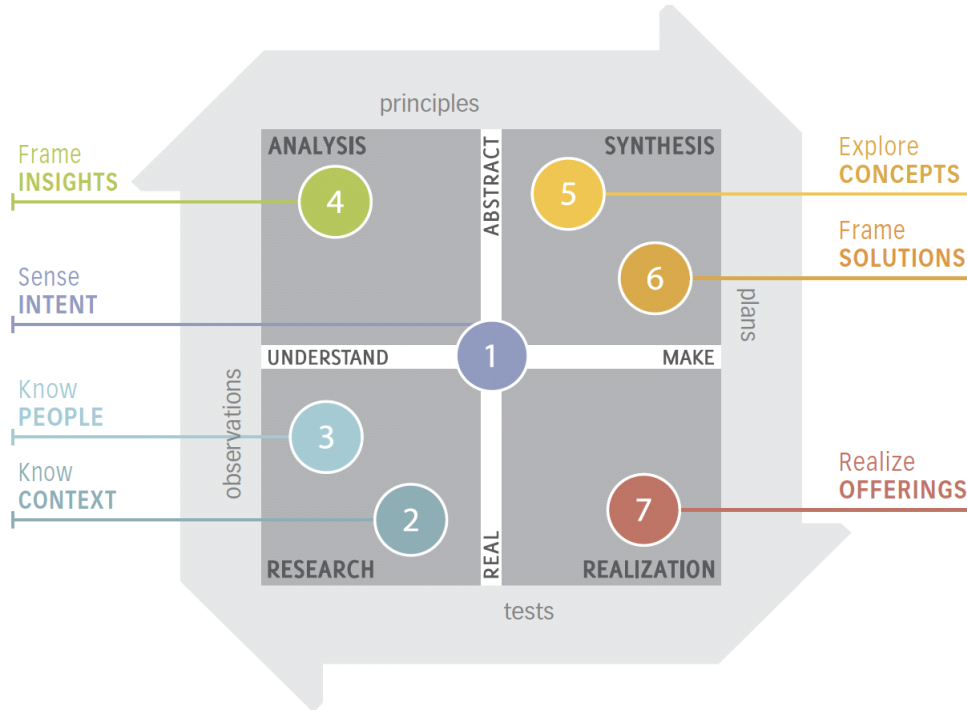 principles
ANALYSIS
SYNTHESIS
ABSTRACT
Frame
INSIGHTS
4
5
Explore
CONCEPTS
Frame
SOLUTIONS
6
Sense
INTENT
plans
UNDERSTAND
1
MAKE
Know
PEOPLE
observations
3
Know
CONTEXT
2
Realize
OFFERINGS
7
REAL
RESEARCH
REALIZATION
tests